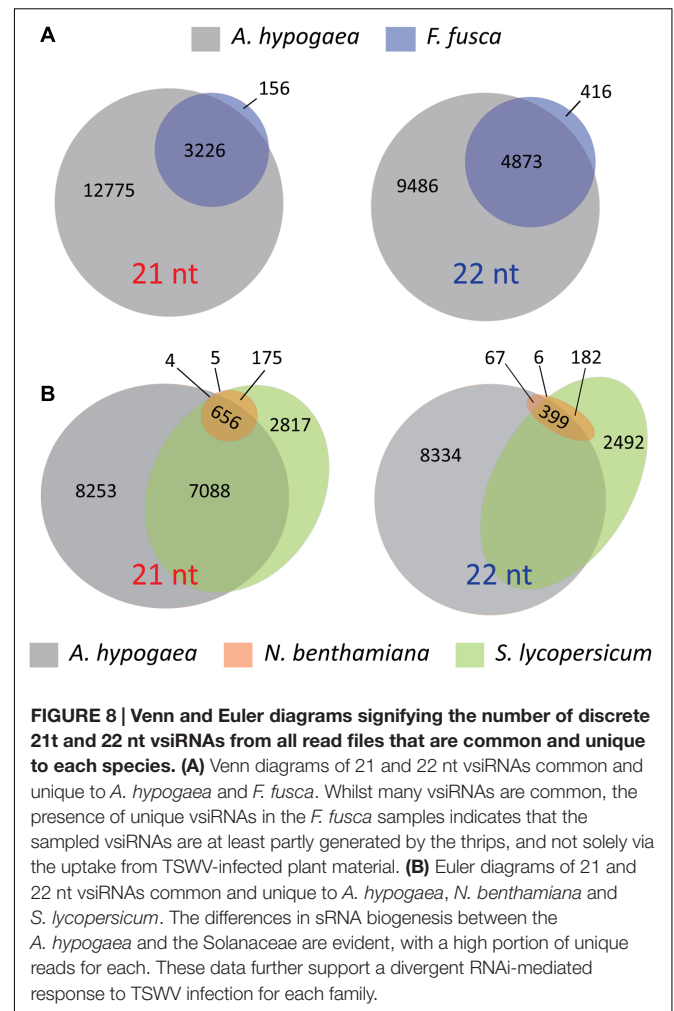 A
A. hypogaea F. fusca
156
3226
12775
21 nt
416
4873
9486
22 nt
B
4 5 175
656
2817
8253
7088
21 nt
67 6 182
399
2492
8334
22 nt
A. hypogaea N. benthamiana S. lycopersicum
FIGURE 8 | Venn and Euler diagrams signifying the number of discrete
21t and 22 nt vsiRNAs from all read files that are common and unique
to each species. (A) Venn diagrams of 21 and 22 nt vsiRNAs common and
unique to A. hypogaea and F. fusca. Whilst many vsiRNAs are common, the
presence of unique vsiRNAs in the F. fusca samples indicates that the
sampled vsiRNAs are at least partly generated by the thrips, and not solely via
the uptake from TSWV-infected plant material. (B) Euler diagrams of 21 and
22 nt vsiRNAs common and unique to A. hypogaea, N. benthamiana and
S. lycopersicum. The differences in sRNA biogenesis between the
A. hypogaea and the Solanaceae are evident, with a high portion of unique
reads for each. These data further support a divergent RNAi-mediated
response to TSWV infection for each family.